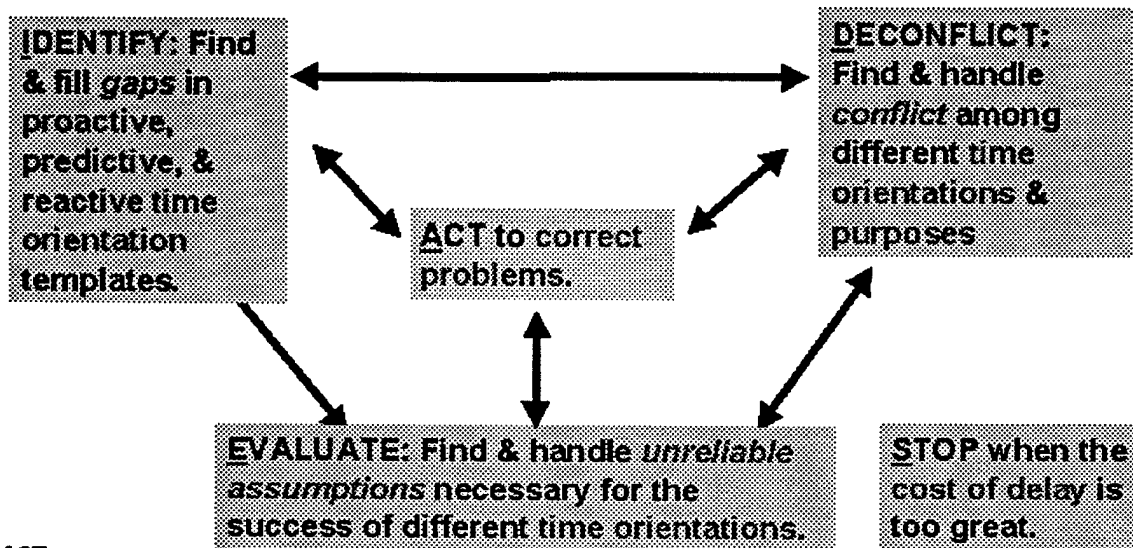 IDENTIFY: Find
& fill gaps in
proactive,
predictive, &
reactive time
orientation
templates.
DECONFLICT:
Find & handle
conflict among
different time
orientations &
purposes
ACT to correct
problems.
EVALUATE: Find & handle unreliable
assumptions necessary for the
success of different time orientations.
STOP when the
cost of delay is
too great.